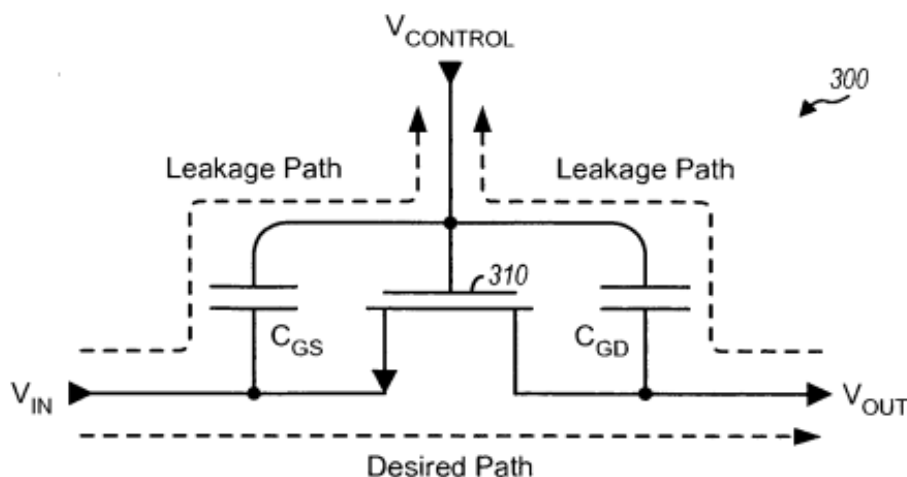 VCONTROL
300
Leakage Path
Leakage Path
310
CGS
CGD
VIN
VOUT
Desired Path